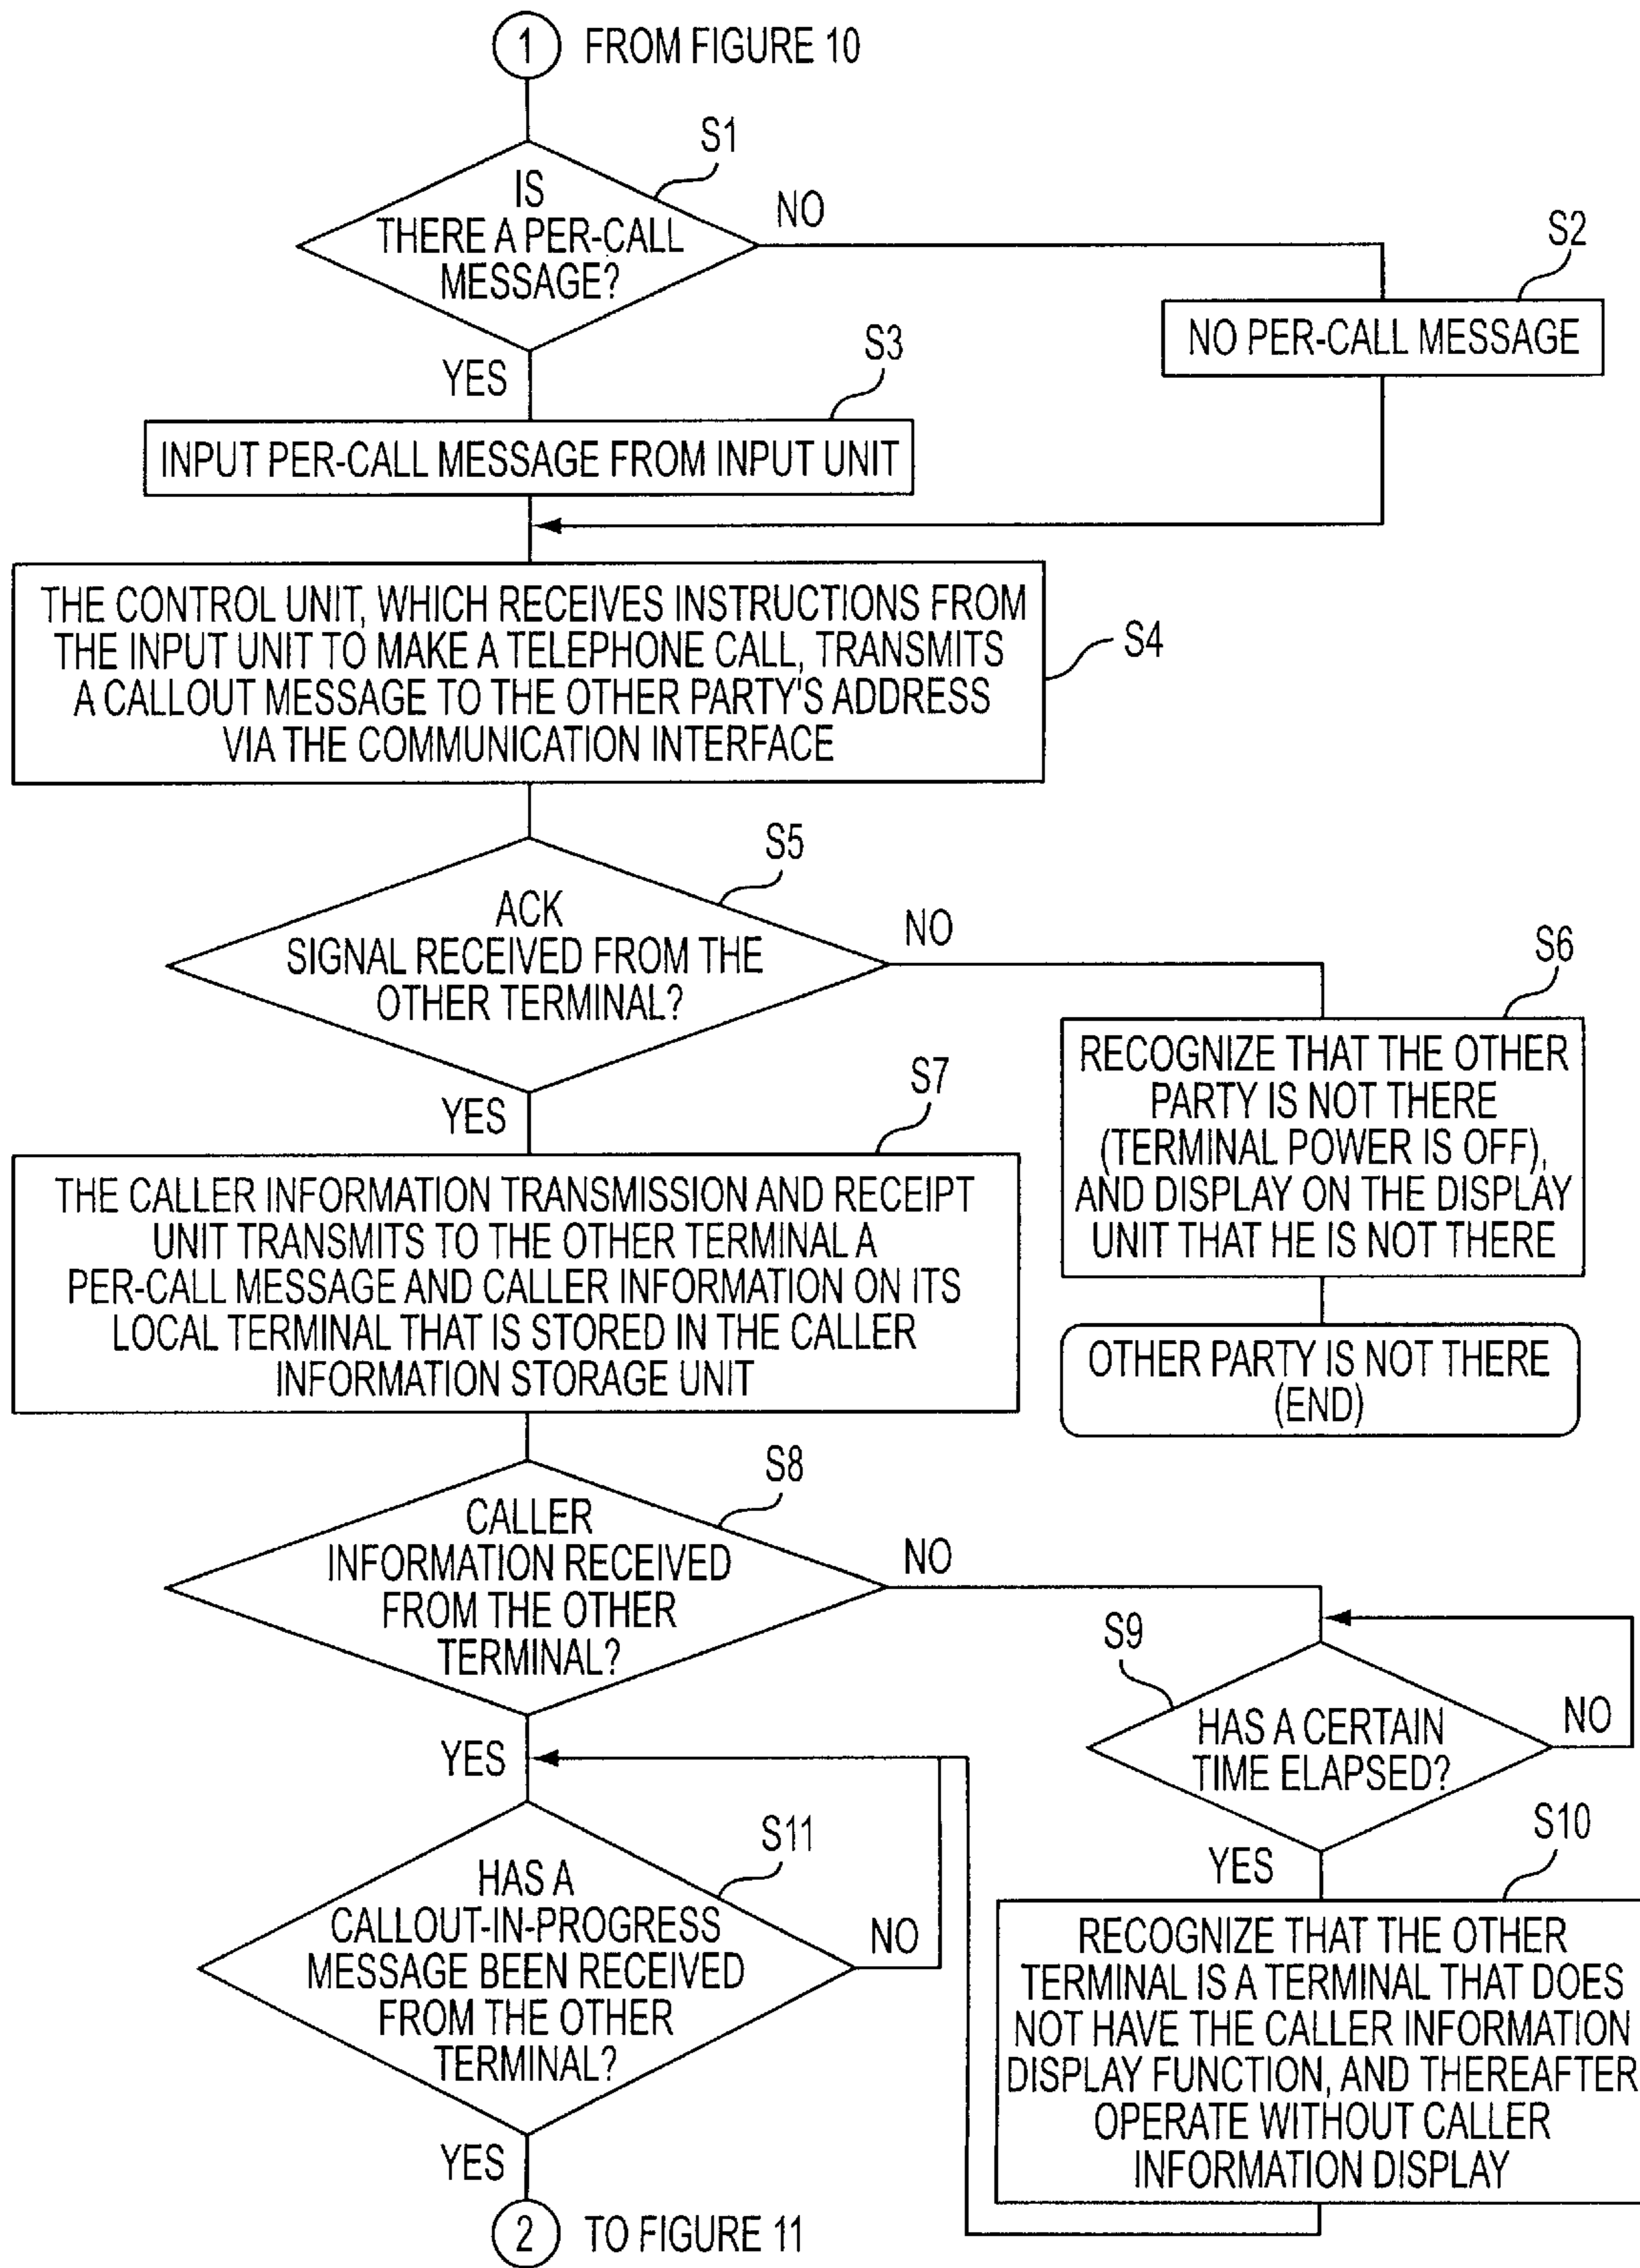 1 FROM FIGURE 10
S1
IS
THERE A PER-CALL
MESSAGE?
NO
S2
NO PER-CALL MESSAGE
YES
S3
INPUT PER-CALL MESSAGE FROM INPUT UNIT
THE CONTROL UNIT, WHICH RECEIVES INSTRUCTIONS FROM
THE INPUT UNIT TO MAKE A TELEPHONE CALL, TRANSMITS
A CALLOUT MESSAGE TO THE OTHER PARTY'S ADDRESS
VIA THE COMMUNICATION INTERFACE
S4
S5
ACK
SIGNAL RECEIVED FROM THE
OTHER TERMINAL?
NO
S6
RECOGNIZE THAT THE OTHER
PARTY IS NOT THERE
(TERMINAL POWER IS OFF),
AND DISPLAY ON THE DISPLAY
UNIT THAT HE IS NOT THERE
OTHER PARTY IS NOT THERE
(END)
YES
S7
THE CALLER INFORMATION TRANSMISSION AND RECEIPT
UNIT TRANSMITS TO THE OTHER TERMINAL A
PER-CALL MESSAGE AND CALLER INFORMATION ON ITS
LOCAL TERMINAL THAT IS STORED IN THE CALLER
INFORMATION STORAGE UNIT
S8
CALLER
INFORMATION RECEIVED
FROM THE OTHER
TERMINAL?
NO
S9
HAS A CERTAIN
TIME ELAPSED?
NO
YES
S10
RECOGNIZE THAT THE OTHER
TERMINAL IS A TERMINAL THAT DOES
NOT HAVE THE CALLER INFORMATION
DISPLAY FUNCTION, AND THEREAFTER
OPERATE WITHOUT CALLER
INFORMATION DISPLAY
YES
S11
HAS A
CALLOUT-IN-PROGRESS
MESSAGE BEEN RECEIVED
FROM THE OTHER
TERMINAL?
NO
YES
2 TO FIGURE 11